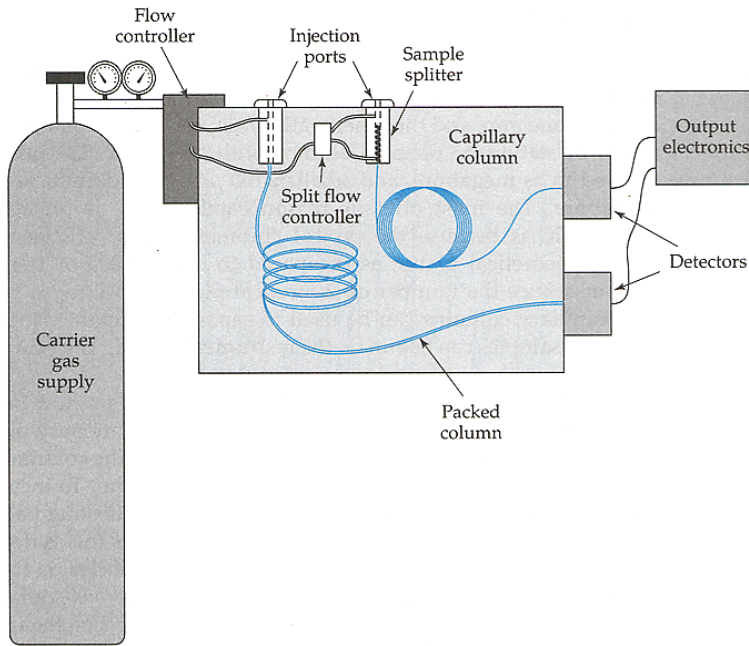 Flow
controller
Injection
ports
Sample
splitter
Capillary
column
Output
electronics
Split flow
controller
Detectors
Carrier
gas
supply
Packed
column